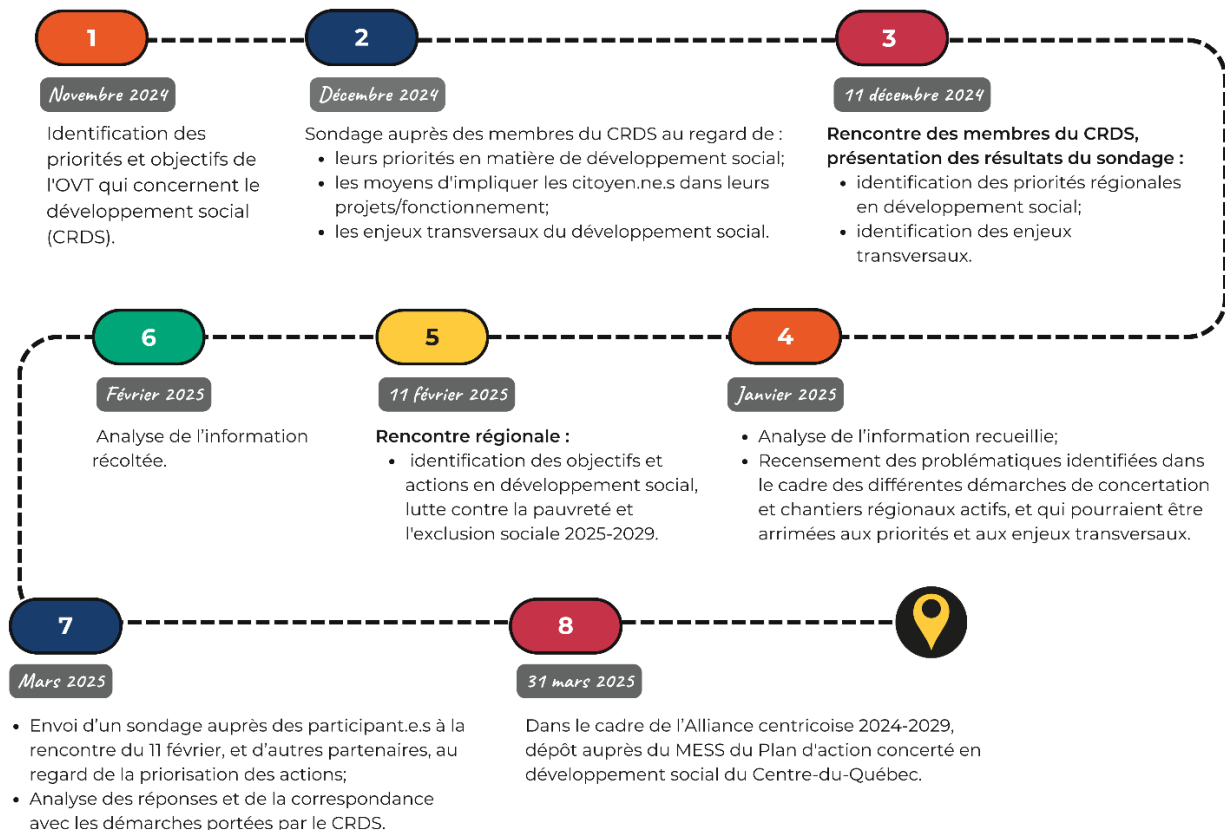 1
Novembre 2024
Identification des
priorités et objectifs de
l'OVT qui concernent le
développement social
(CRDS).
2
Décembre 2024
Sondage auprès des membres du CRDS au regard de :
• leurs priorités en matière de développement social;
• les moyens d'impliquer les citoyen.ne.s dans leurs
projets/fonctionnement;
• les enjeux transversaux du développement social.
3
11 décembre 2024
Rencontre des membres du CRDS,
présentation des résultats du sondage :
• identification des priorités régionales
en développement social;
• identification des enjeux
transversaux.
4
Janvier 2025
• Analyse de l'information recueillie;
• Recensement des problématiques identifiées dans
le cadre des différentes démarches de concertation
et chantiers régionaux actifs, et qui pourraient être
arrimées aux priorités et aux enjeux transversaux.
5
11 février 2025
Rencontre régionale :
• identification des objectifs et
actions en développement social,
lutte contre la pauvreté et
l'exclusion sociale 2025-2029.
6
Février 2025
Analyse de l'information
récoltée.
7
Mars 2025
• Envoi d'un sondage auprès des participant.e.s à la
rencontre du 11 février, et d'autres partenaires, au
regard de la priorisation des actions;
• Analyse des réponses et de la correspondance
avec les démarches portées par le CRDS.
8
31 mars 2025
Dans le cadre de l'Alliance centricoise 2024-2029,
dépôt auprès du MESS du Plan d'action concerté en
développement social du Centre-du-Québec.